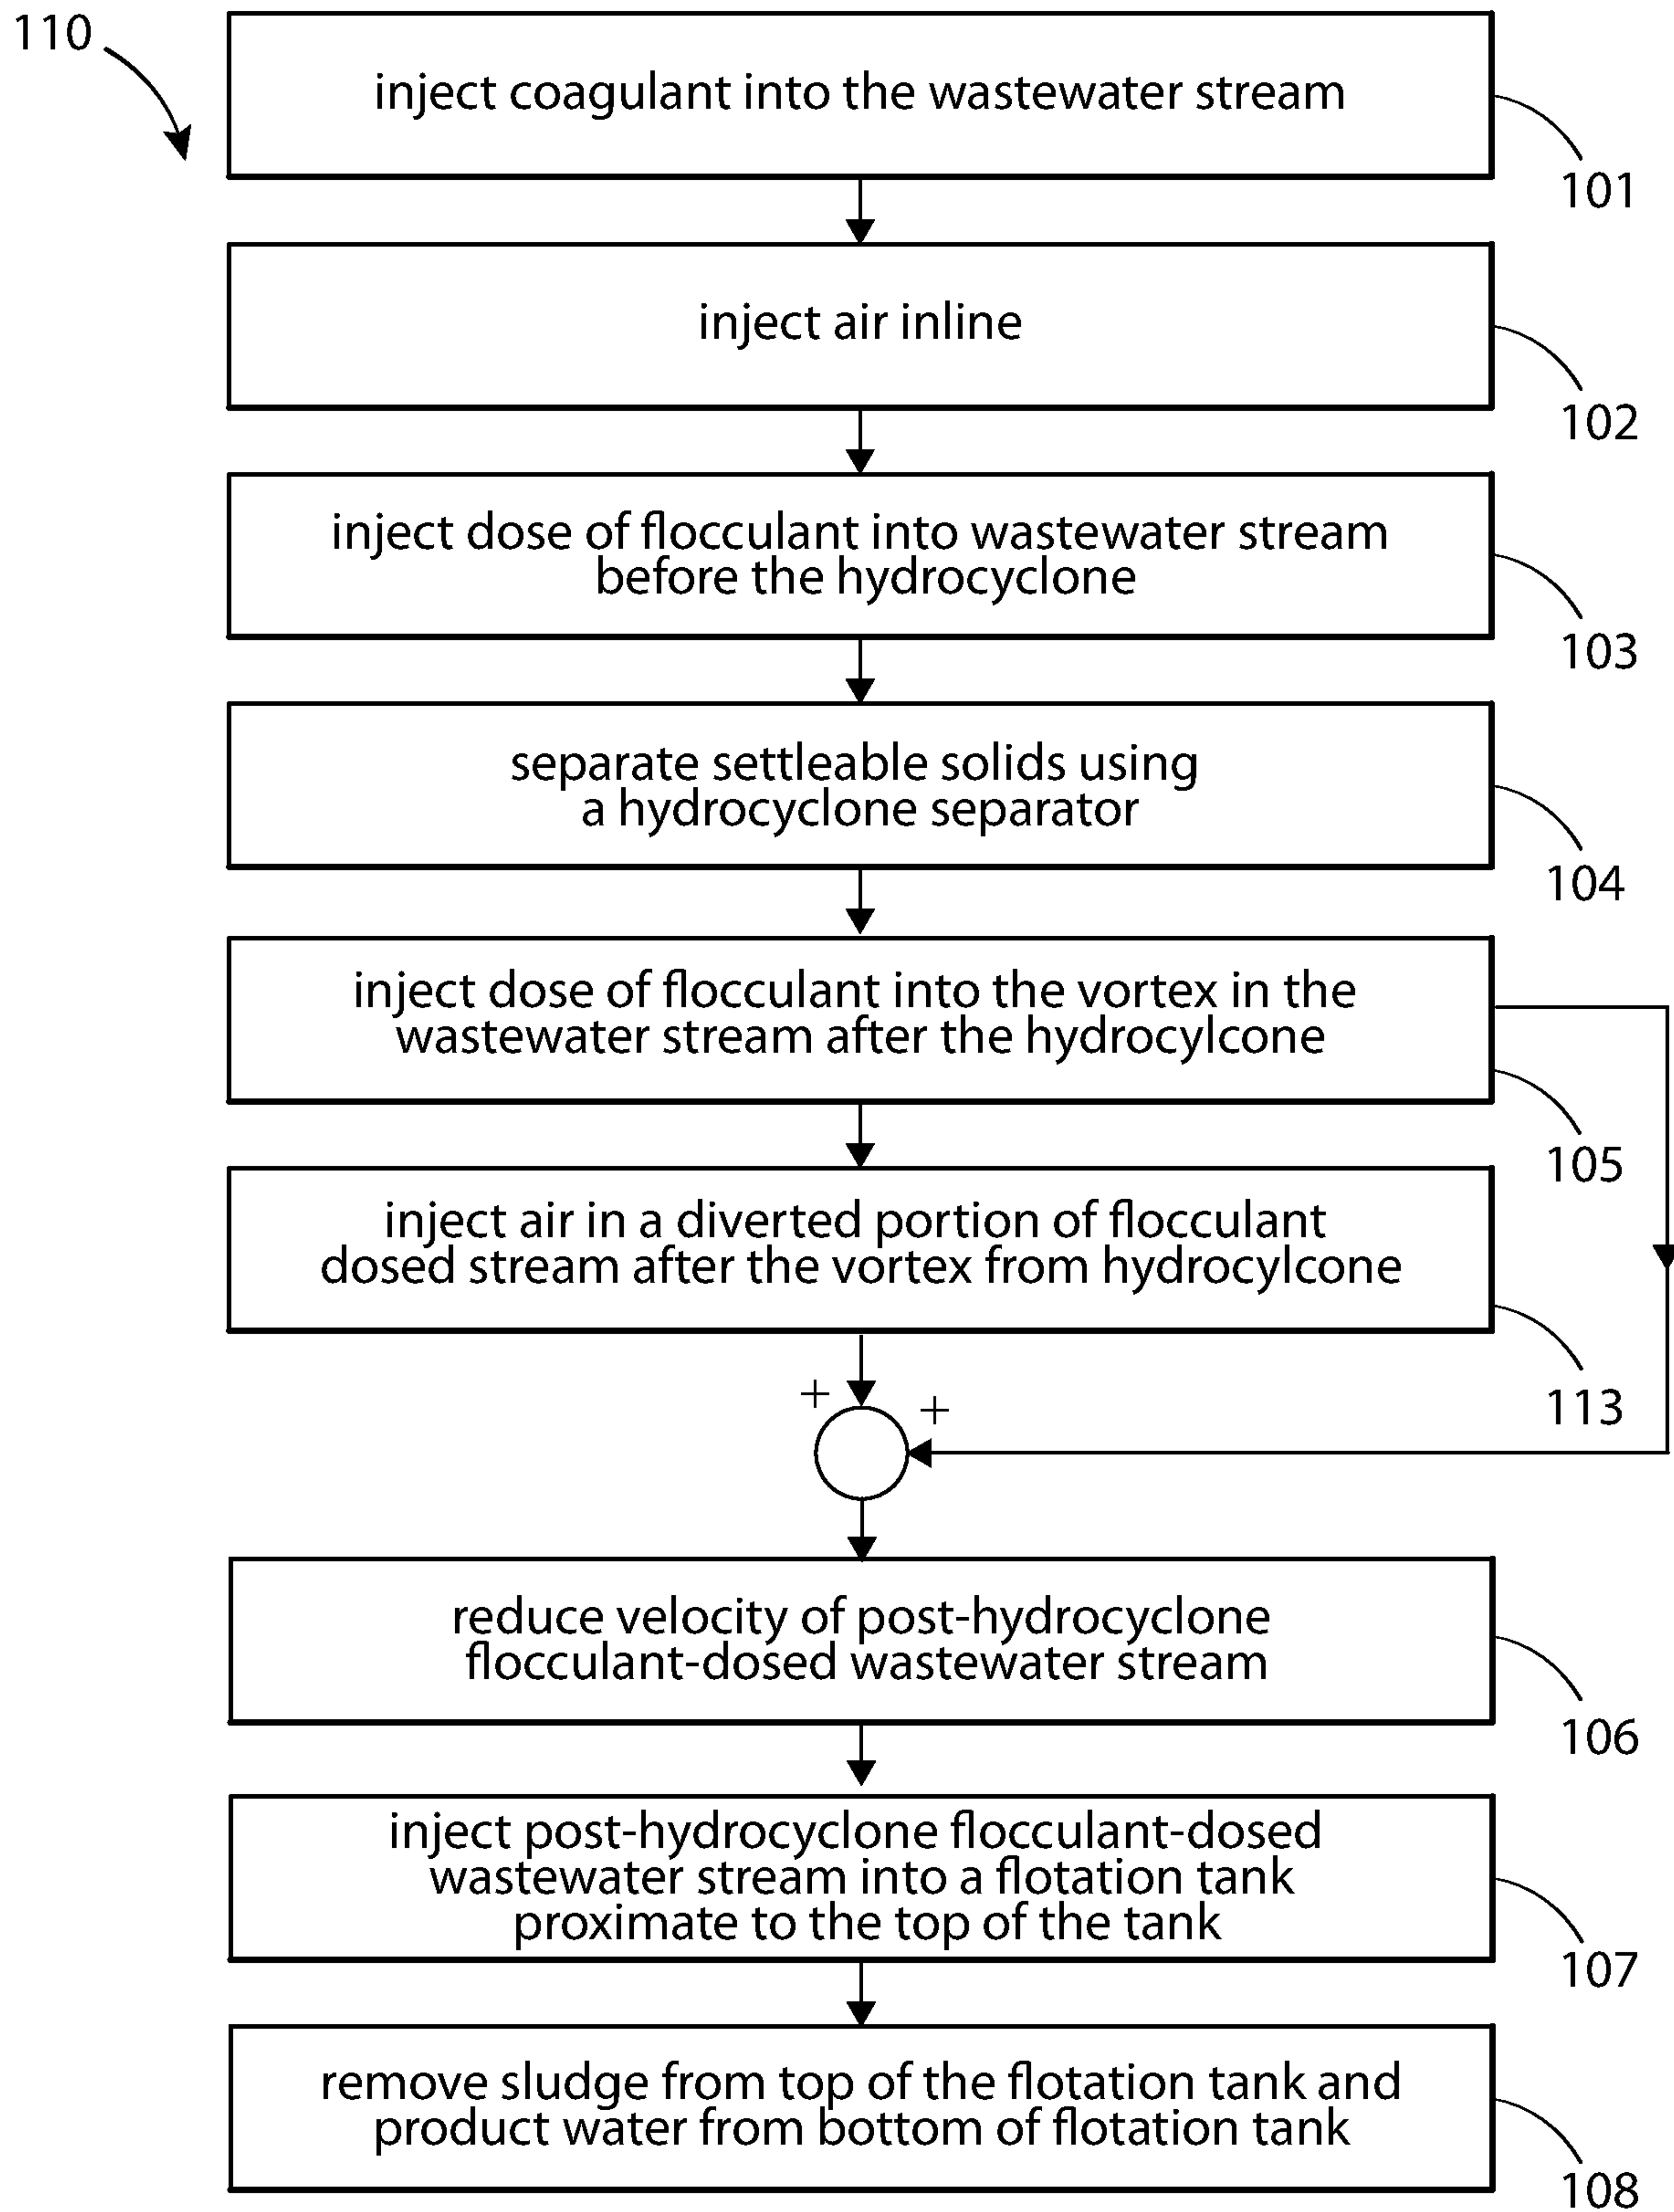 110
inject coagulant into the wastewater stream
101
inject air inline
102
inject dose of flocculant into wastewater stream
before the hydrocyclone
103
separate settleable solids using
a hydrocyclone separator
104
inject dose of flocculant into the vortex in the
wastewater stream after the hydrocylcone
105
inject air in a diverted portion of flocculant
dosed stream after the vortex from hydrocylcone
113
+
+
reduce velocity of post-hydrocyclone
flocculant-dosed wastewater stream
106
inject post-hydrocyclone flocculant-dosed
wastewater stream into a flotation tank
proximate to the top of the tank
107
remove sludge from top of the flotation tank and
product water from bottom of flotation tank
108